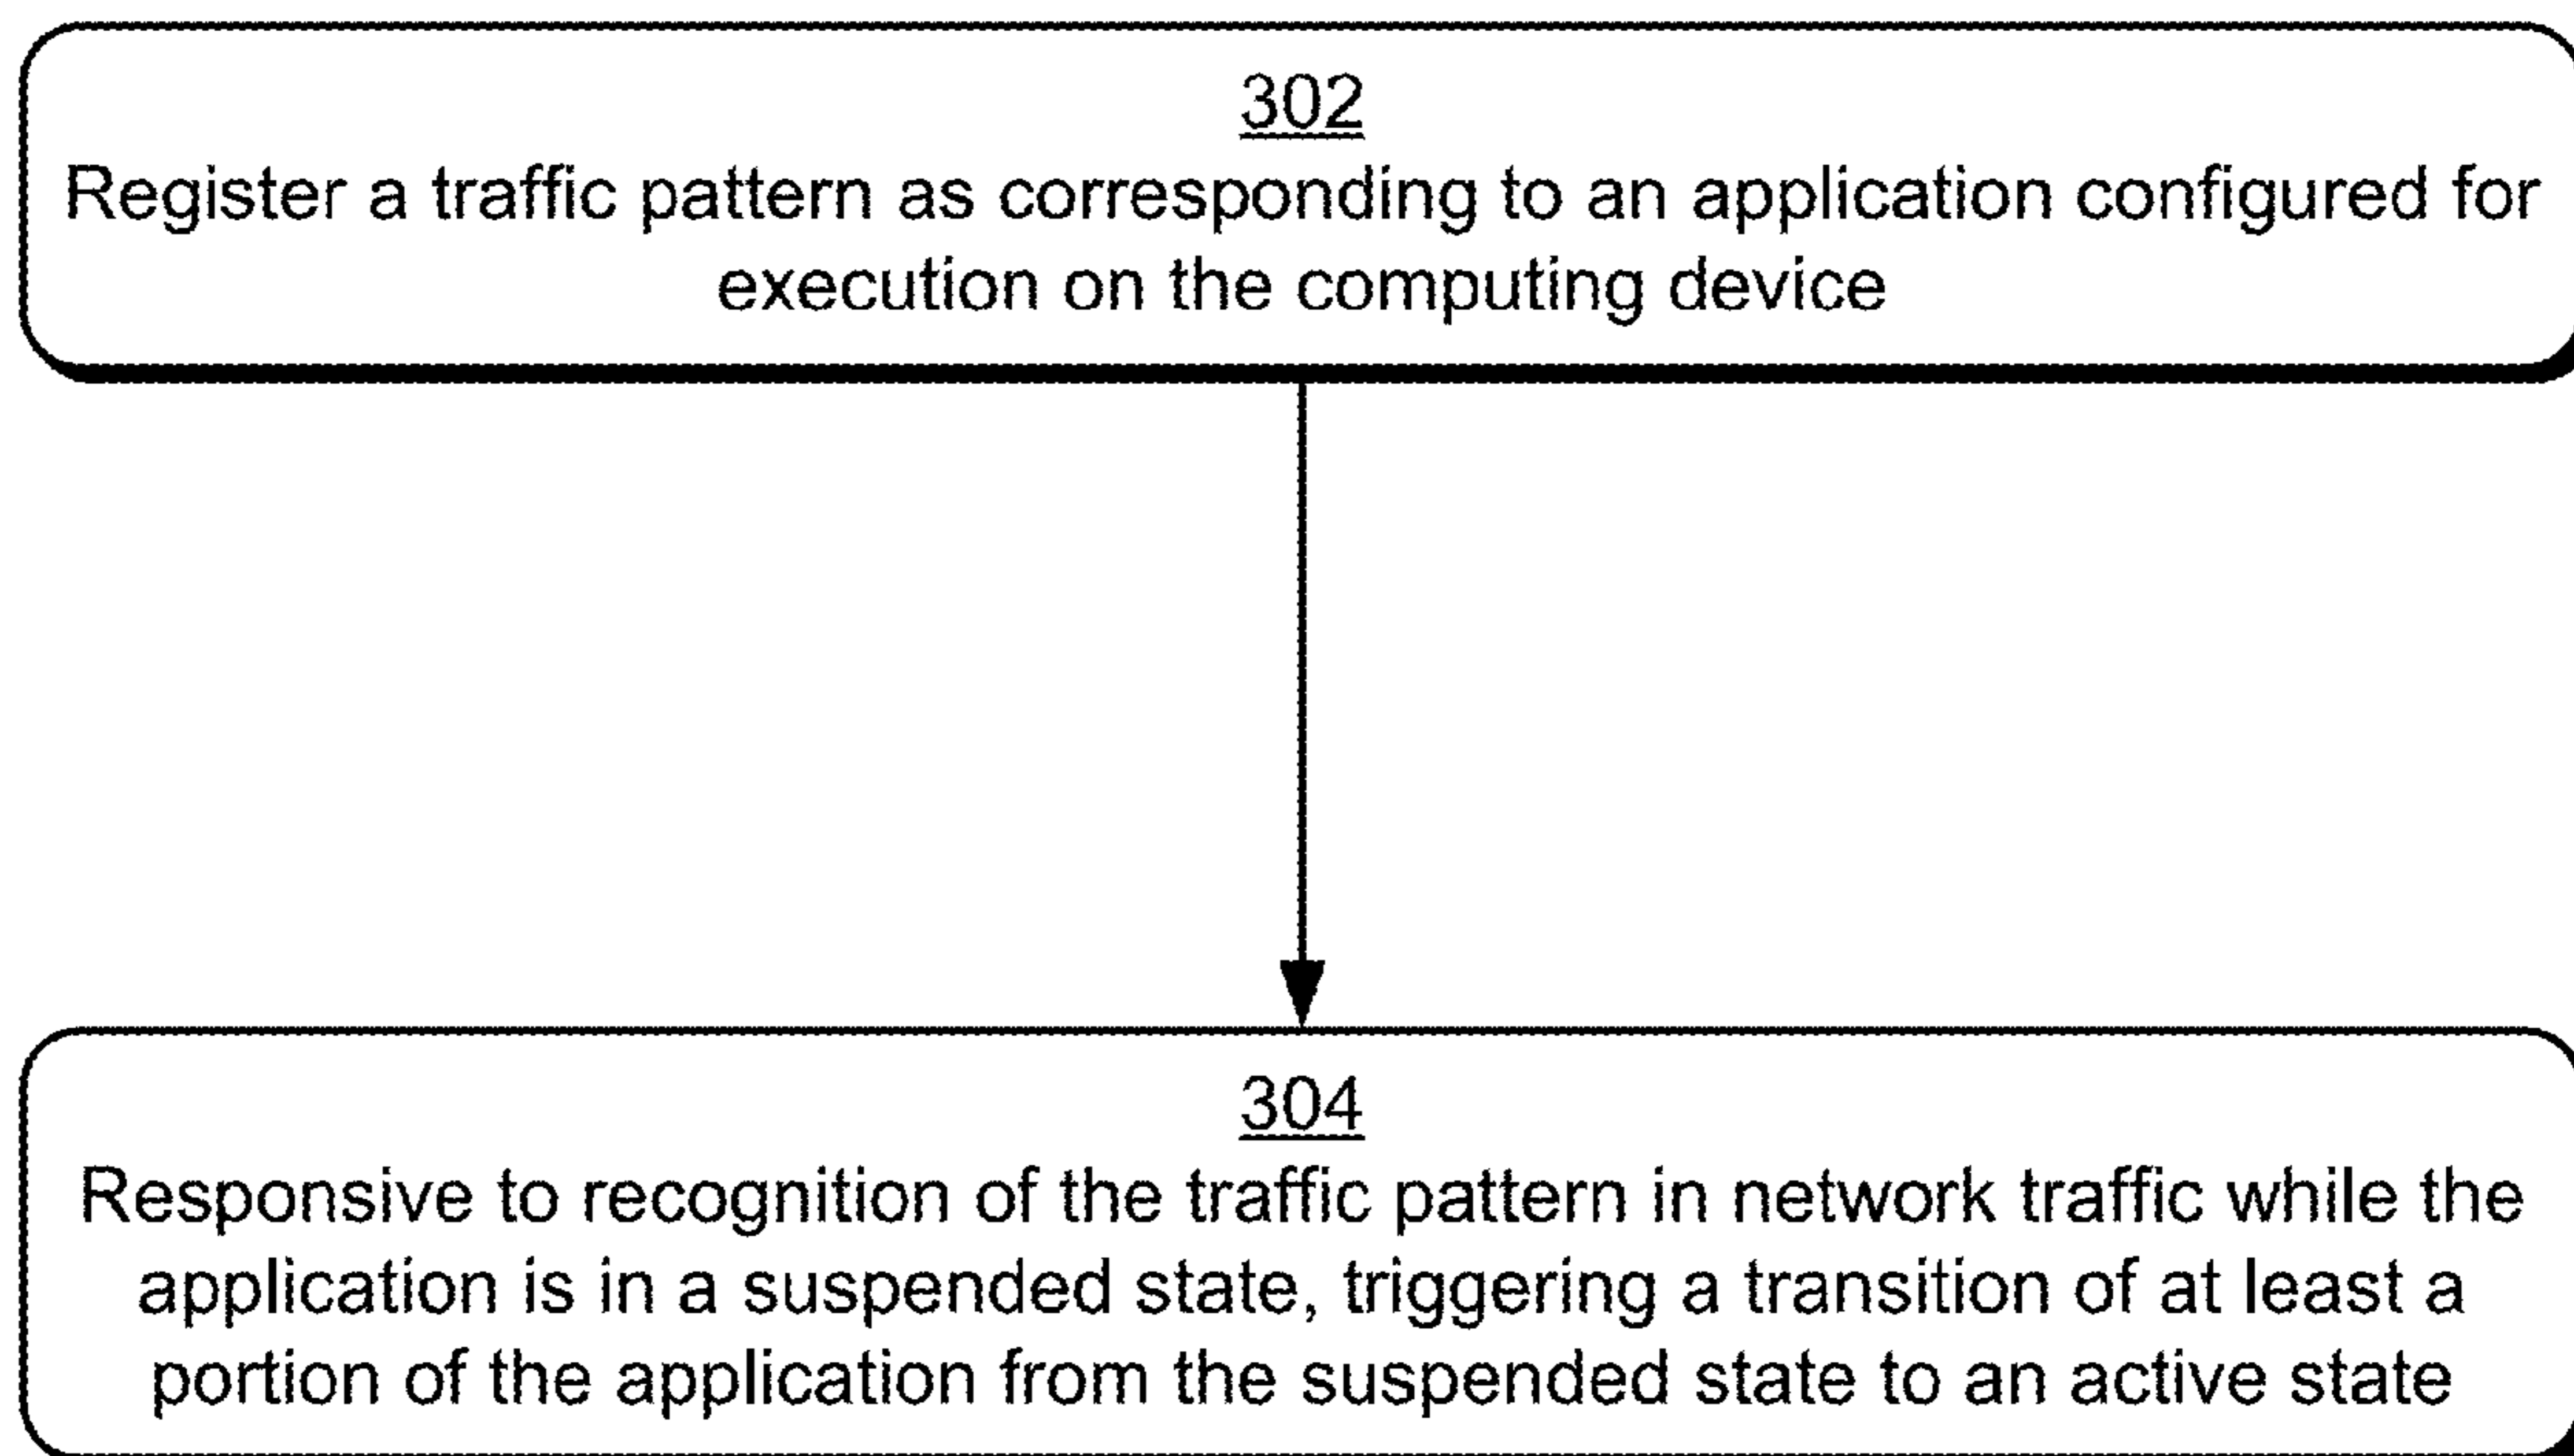 302
Register a traffic pattern as corresponding to an application configured for
execution on the computing device
304
Responsive to recognition of the traffic pattern in network traffic while the
application is in a suspended state, triggering a transition of at least a
portion of the application from the suspended state to an active state